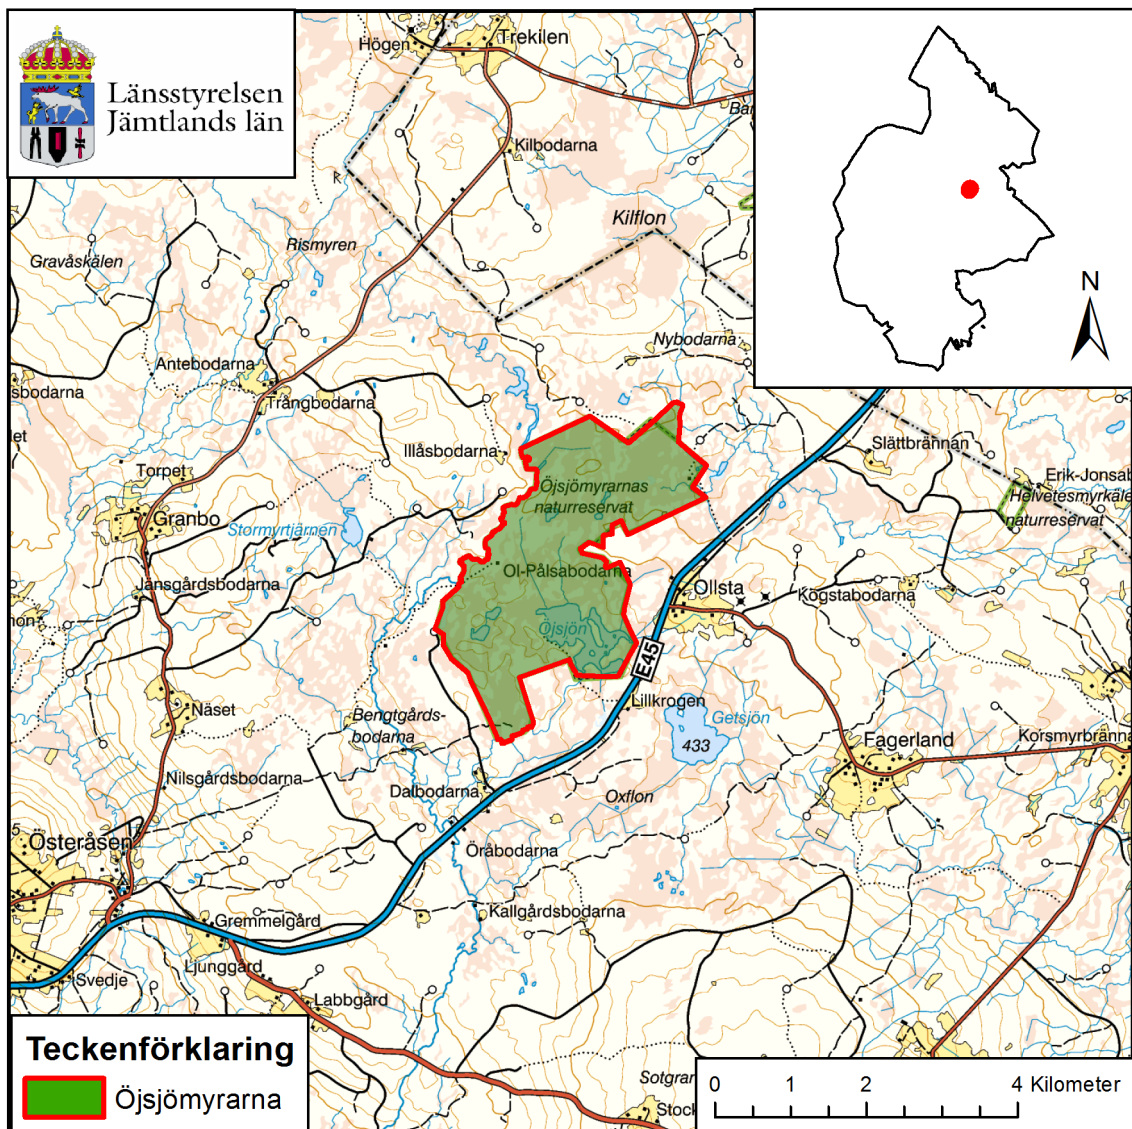 Länsstyrelsen
Jämtlands län
Högen
Trekilen
Kilbodarna
Kilflon
Rismyren
Gravåskälen
N
Nybodarna
Antebodarna
sbodarna
Trångbodarna
Illåsbodarna
Slättbrännan
Torpet
Erik-Jonsab
Helvetesmyrkäle
naturreservat
Öjsjömyrarnas
naturreservat
Granbo
Stormyrtjärnen
Ol-Pålsabodarna
Jänsgårdsbodarna
Ollsta
Kogstabodarna
Öjsjön
E45
Näset
Bengtgårds-
bodarna
Lillkrogen
Getsjön
433
Fagerland
Korsmyrbränna
Nilsgårdsbodarna
Dalbodarna
Oxflon
Österåsen
Öråbodarna
Kallgårdsbodarna
Gremmelgård
Ljunggård
Svedje
Labbgård
Sotgran
Stock
Teckenförklaring
Öjsjömyrarna
0 1 2 4 Kilometer